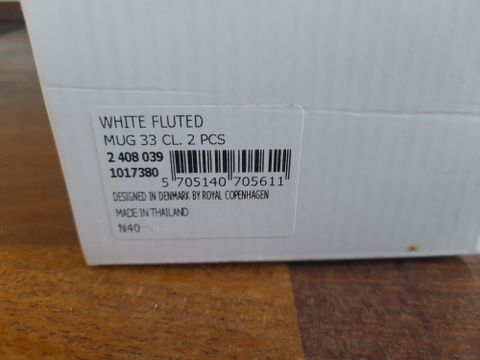 WHITE FLUTED
MUG 33 CL. 2 PCS
2 408 039
1017380
5 705140 705611
DESIGNED IN DENMARK BY ROYAL COPENHAGEN
MADE IN THAILAND
N40